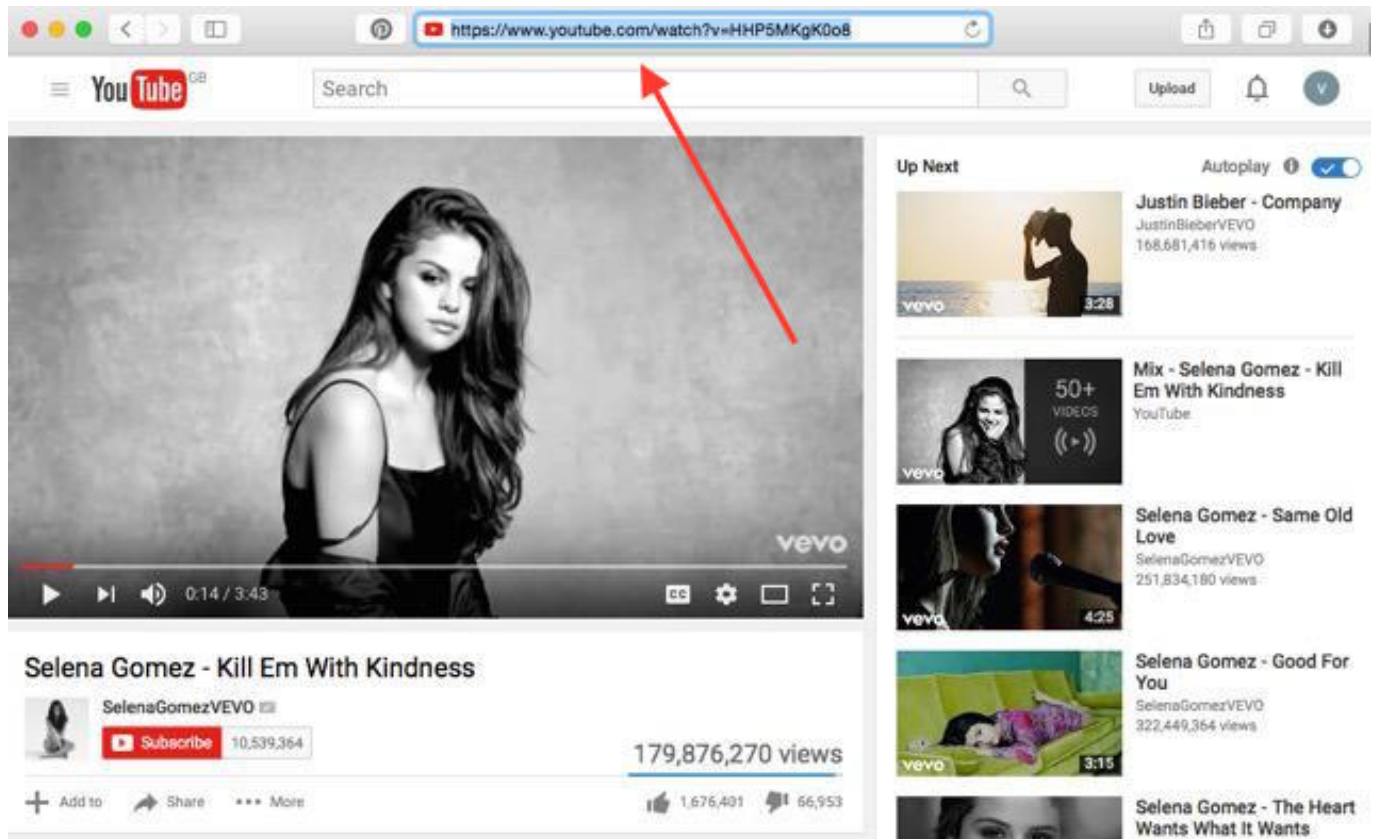 https://www.youtube.com/watch?v=HHP5MKgK0o8
YouTube GB
Search
Upload
V
vevo
0:14 / 3:43
CC
Selena Gomez - Kill Em With Kindness
SelenaGomezVEVO
Subscribe 10,539,364
179,876,270 views
Add to Share More
1,676,401 66,953
Up Next Autoplay
Justin Bieber - Company
JustinBieberVEVO
168,681,416 views
vevo 3:28
Mix - Selena Gomez - Kill
Em With Kindness
YouTube
50+
VIDEOS
vevo
Selena Gomez - Same Old
Love
SelenaGomezVEVO
251,834,180 views
vevo 4:25
Selena Gomez - Good For
You
SelenaGomezVEVO
322,449,364 views
vevo 3:15
Selena Gomez - The Heart
Wants What It Wants